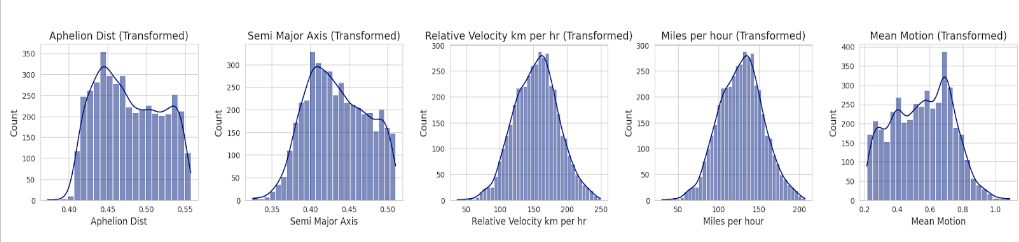 Aphelion Dist (Transformed)
Count
350
300
250
200
150
100
50
0
0.40 0.45 0.50 0.55
Aphelion Dist
Semi Major Axis (Transformed)
Count
300
250
200
150
100
50
0
0.35 0.40 0.45 0.50
Semi Major Axis
Relative Velocity km per hr (Transformed)
Count
300
250
200
150
100
50
0
50 100 150 200 250
Relative Velocity km per hr
Miles per hour (Transformed)
Count
300
250
200
150
100
50
0
50 100 150 200
Miles per hour
Mean Motion (Transformed)
Count
400
350
300
250
200
150
100
50
0
0.2 0.4 0.6 0.8 1.0
Mean Motion